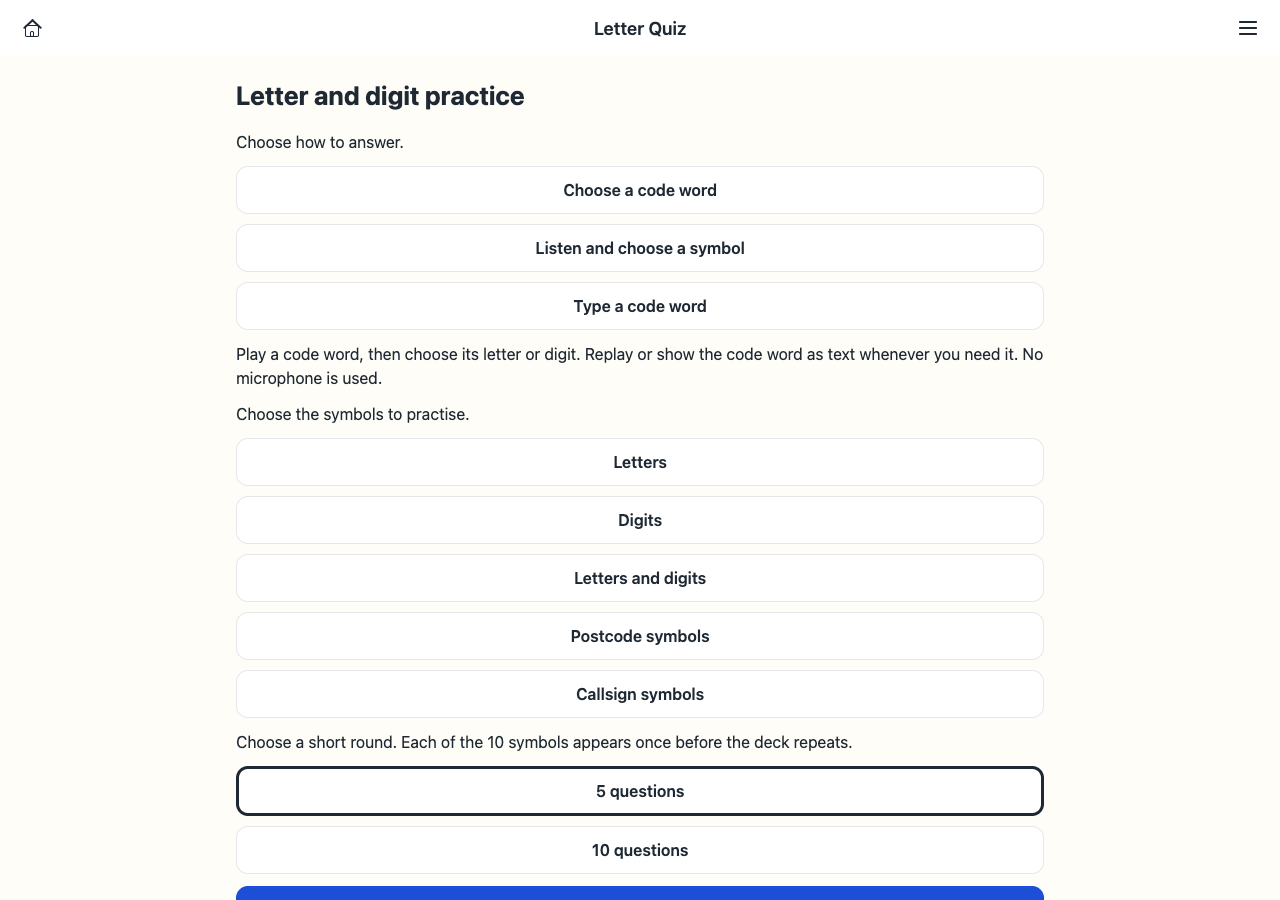 Letter Quiz
Letter and digit practice
Choose how to answer.
Choose a code word
Listen and choose a symbol
Type a code word
Play a code word, then choose its letter or digit. Replay or show the code word as text whenever you need it. No
microphone is used.
Choose the symbols to practise.
Letters
Digits
Letters and digits
Postcode symbols
Callsign symbols
Choose a short round. Each of the 10 symbols appears once before the deck repeats.
5 questions
10 questions